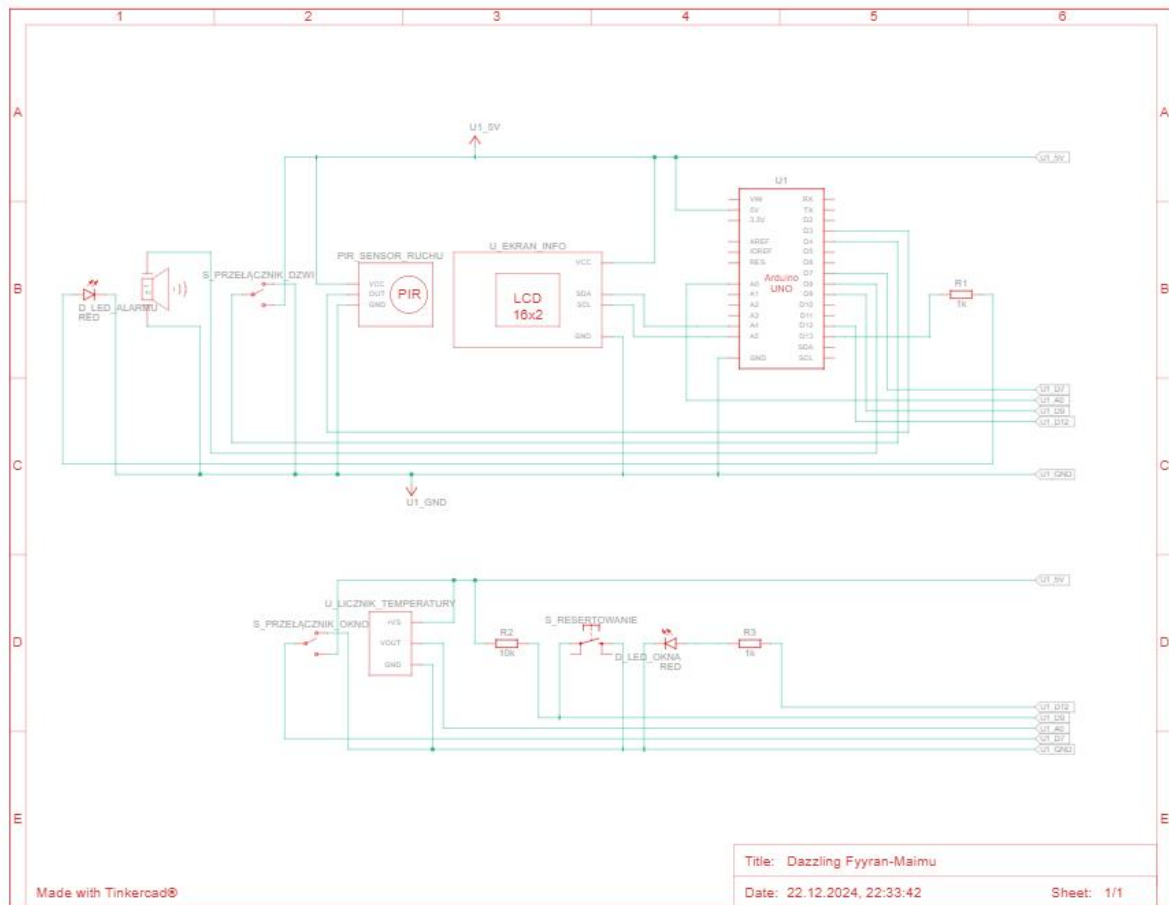 1 2 3 4 5 6
A A
U1_5V
U1_5V
U1
VIN RX
5V TX
3.3V D2
D3
AREF D4
IOREF D5
RES D6
D7
A0 D8
A1 D9
A2 D10
A3 D11
A4 D12
A5 D13
SDA
GND SCL
Arduino
UNO
U_EKRAN_INFO
VCC
SDA
SCL
GND
LCD
16x2
PIR_SENSOR_RUCHU
VCC
OUT
GND
PIR
S_PRZEŁĄCZNIK_DZWI
B B
D_LED_ALARMU
RED
R1
1k
U1_D7
U1_A0
U1_D9
U1_D12
C C
U1_GND
U1_GND
U1_5V
U_LICZNIK_TEMPERATURY
+VS
VOUT
GND
S_PRZEŁĄCZNIK_OKNO
S_RESERTOWANIE
R2
10k
D_LED_OKNA
RED
R3
1k
D D
U1_D12
U1_D9
U1_A0
U1_D7
U1_GND
E E
Title: Dazzling Fyyran-Maimu
Made with Tinkercad®
Date: 22.12.2024, 22:33:42 Sheet: 1/1